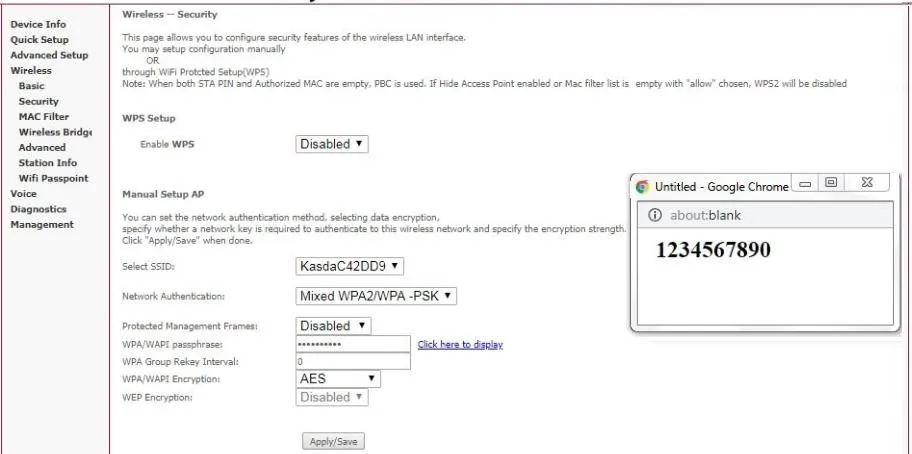 Device Info
Quick Setup
Advanced Setup
Wireless
Basic
Security
MAC Filter
Wireless Bridge
Advanced
Station Info
Wifi Passpoint
Voice
Diagnostics
Management
Wireless -- Security
This page allows you to configure security features of the wireless LAN interface.
You may setup configuration manually
OR
through WiFi Protcted Setup(WPS)
Note: When both STA PIN and Authorized MAC are empty, PBC is used. If Hide Access Point enabled or Mac filter list is empty with "allow" chosen, WPS2 will be disabled
WPS Setup
Enable WPS Disabled
Manual Setup AP
You can set the network authentication method, selecting data encryption,
specify whether a network key is required to authenticate to this wireless network and specify the encryption strength.
Click "Apply/Save" when done.
Select SSID: KasdaC42DD9
Network Authentication: Mixed WPA2/WPA -PSK
Protected Management Frames: Disabled
WPA/WAPI passphrase: •••••••••• Click here to display
WPA Group Rekey Interval: 0
WPA/WAPI Encryption: AES
WEP Encryption: Disabled
Apply/Save
Untitled - Google Chrome
about:blank
1234567890